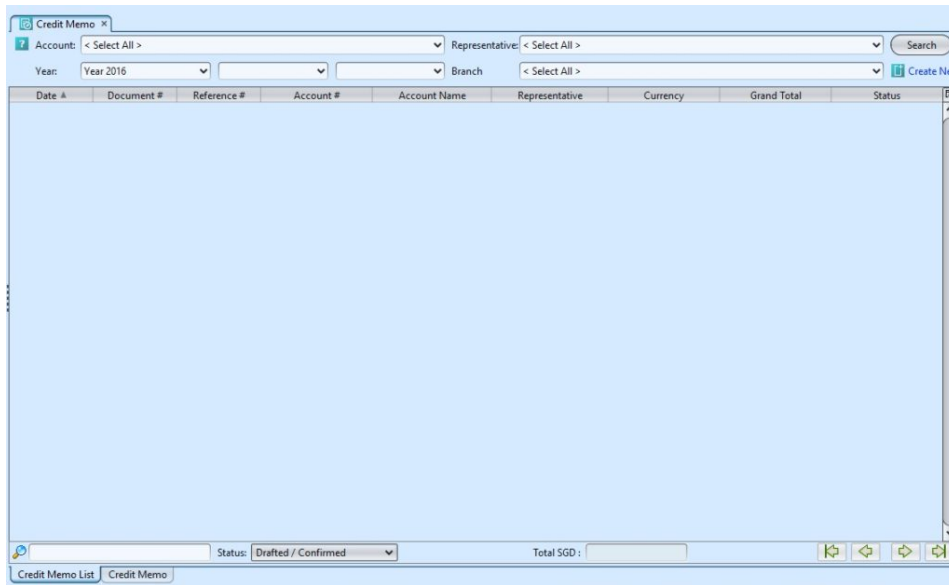 Credit Memo ×
? Account: < Select All > Representative: < Select All > Search
Year: Year 2016 Branch < Select All > Create Ne
Date Document # Reference # Account # Account Name Representative Currency Grand Total Status
Status: Drafted / Confirmed Total SGD :
Credit Memo List Credit Memo